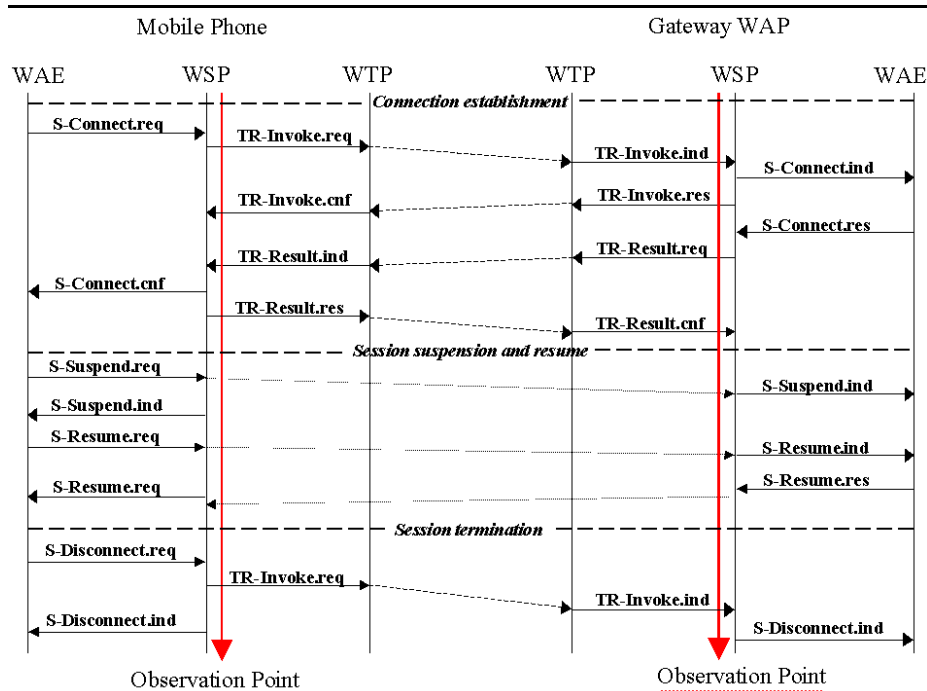 Mobile Phone Gateway WAP
WAE WSP WTP WTP WSP WAE
Connection establishment
S-Connect.req
TR-Invoke.req
TR-Invoke.ind
S-Connect.ind
TR-Invoke.res
TR-Invoke.cnf
S-Connect.res
TR-Result.req
TR-Result.ind
S-Connect.cnf
TR-Result.res
TR-Result.cnf
Session suspension and resume
S-Suspend.req
S-Suspend.ind
S-Suspend.ind
S-Resume.req
S-Resume.ind
S-Resume.req
S-Resume.res
Session termination
S-Disconnect.req
TR-Invoke.req
TR-Invoke.ind
S-Disconnect.ind
S-Disconnect.ind
Observation Point Observation Point